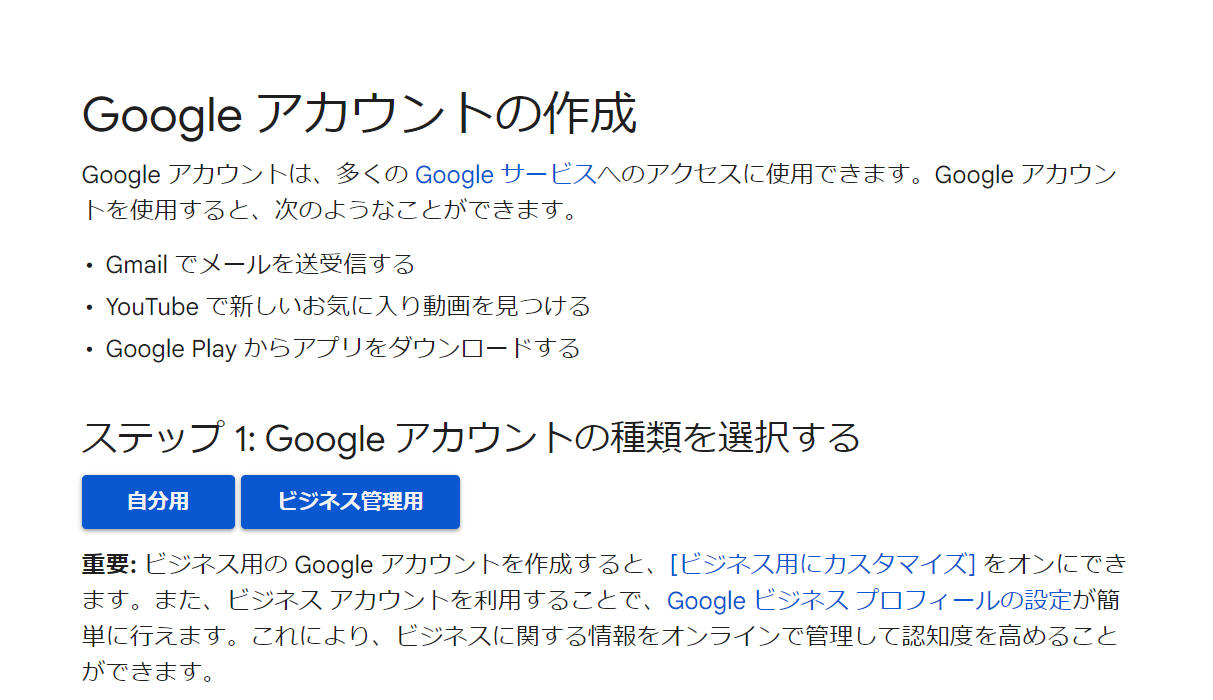 Google アカウントの作成
Google アカウントは、多くの Google サービスへのアクセスに使用できます。Google アカウン
トを使用すると、次のようなことができます。
• Gmail でメールを送受信する
• YouTube で新しいお気に入り動画を見つける
• Google Play からアプリをダウンロードする
ステップ 1: Google アカウントの種類を選択する
自分用 ビジネス管理用
重要: ビジネス用の Google アカウントを作成すると、[ビジネス用にカスタマイズ] をオンにでき
ます。また、ビジネス アカウントを利用することで、Google ビジネス プロフィールの設定が簡
単に行えます。これにより、ビジネスに関する情報をオンラインで管理して認知度を高めること
ができます。